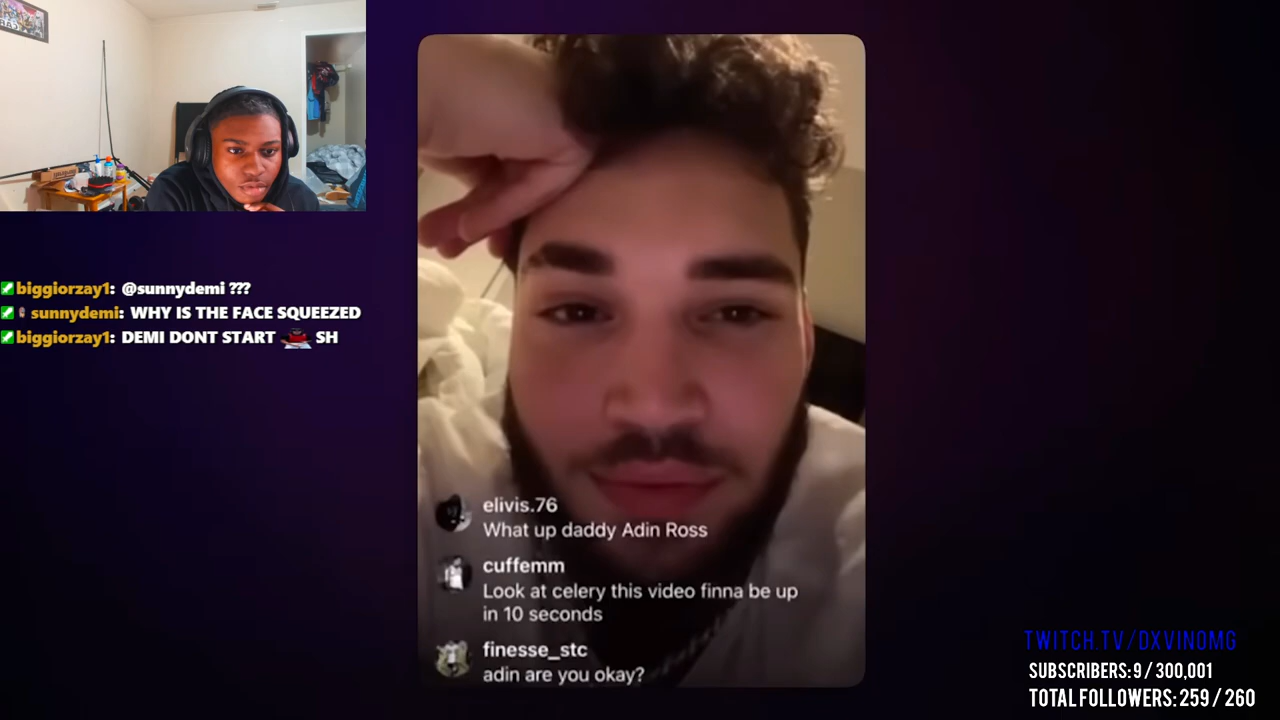 biggiorzay1: @sunnydemi ???
sunnydemi: WHY IS THE FACE SQUEEZED
biggiorzay1: DEMI DONT START SH
elivis.76
What up daddy Adin Ross
cuffemm
Look at celery this video finna be up
in 10 seconds
finesse_stc
adin are you okay?
TWITCH.TV/DXVINOMG
SUBSCRIBERS: 9 / 300,001
TOTAL FOLLOWERS: 259 / 260